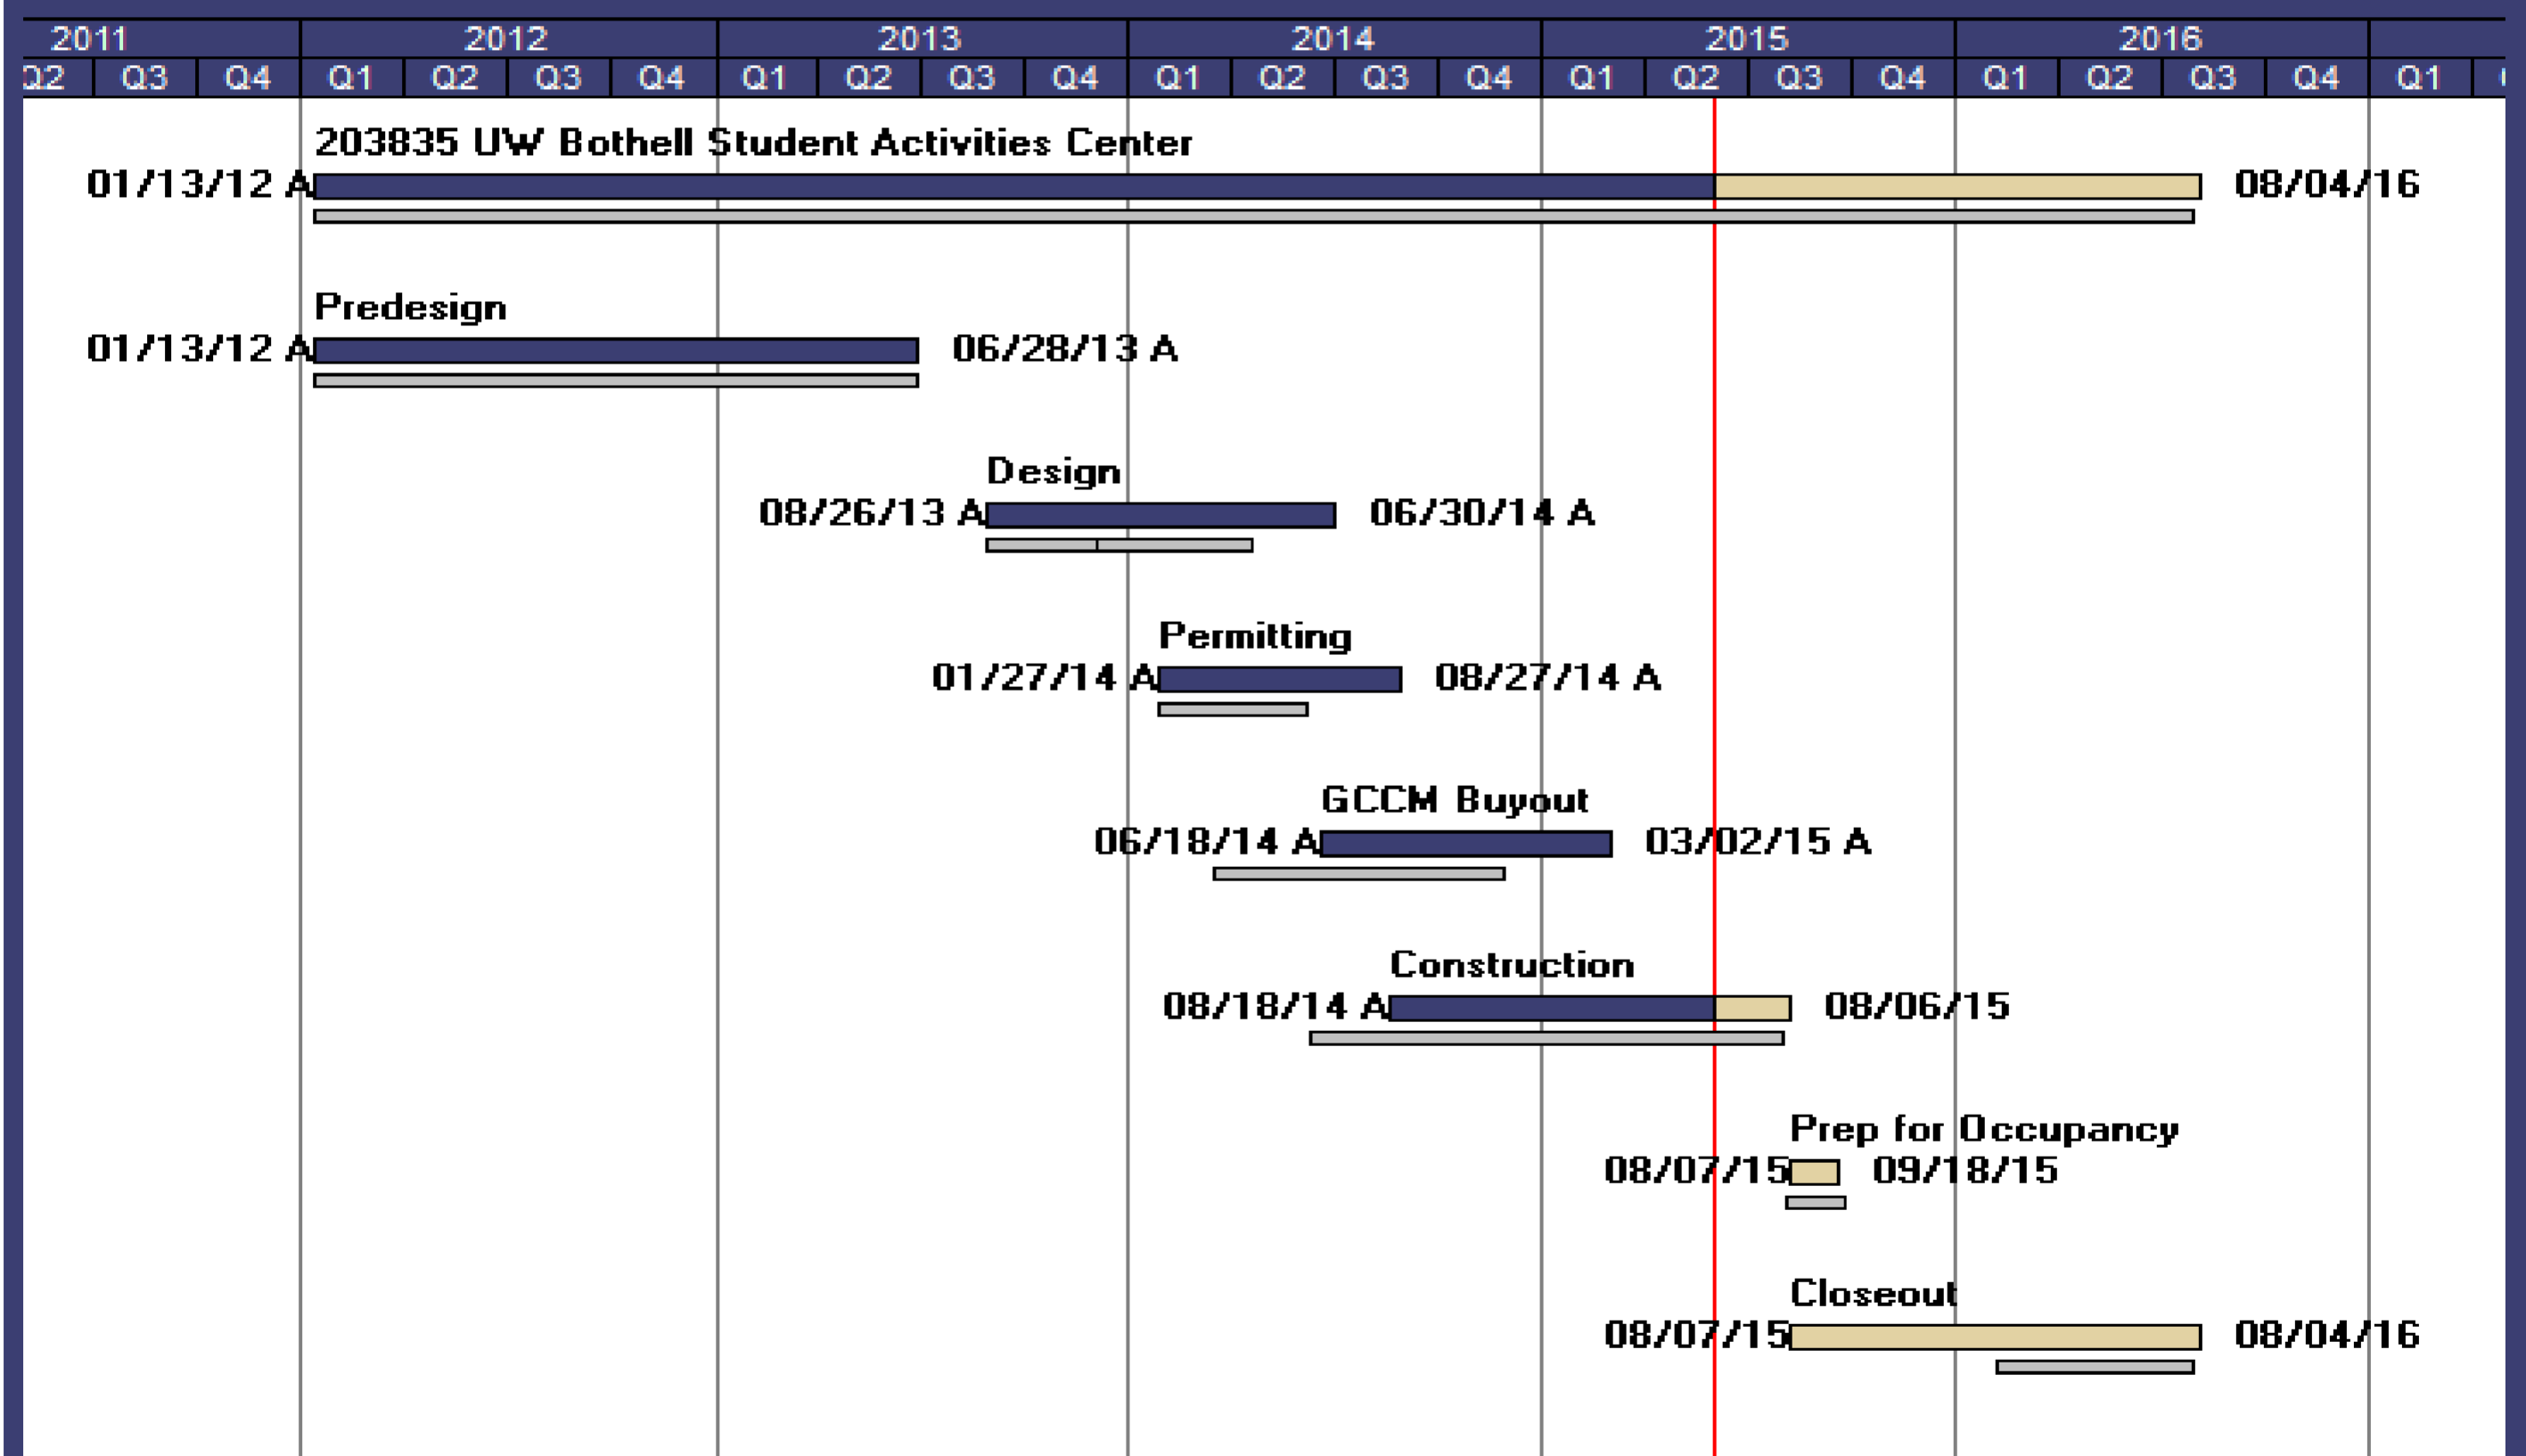 2011 2012 2013 2014 2015 2016
Q2 Q3 Q4 Q1 Q2 Q3 Q4 Q1 Q2 Q3 Q4 Q1 Q2 Q3 Q4 Q1 Q2 Q3 Q4 Q1 Q2 Q3 Q4 Q1
203835 UW Bothell Student Activities Center
01/13/12 A 08/04/16
Predesign
01/13/12 A 06/28/13 A
Design
08/26/13 A 06/30/14 A
Permitting
01/27/14 A 08/27/14 A
GCCM Buyout
06/18/14 A 03/02/15 A
Construction
08/18/14 A 08/06/15
Prep for Occupancy
08/07/15 09/18/15
Closeout
08/07/15 08/04/16